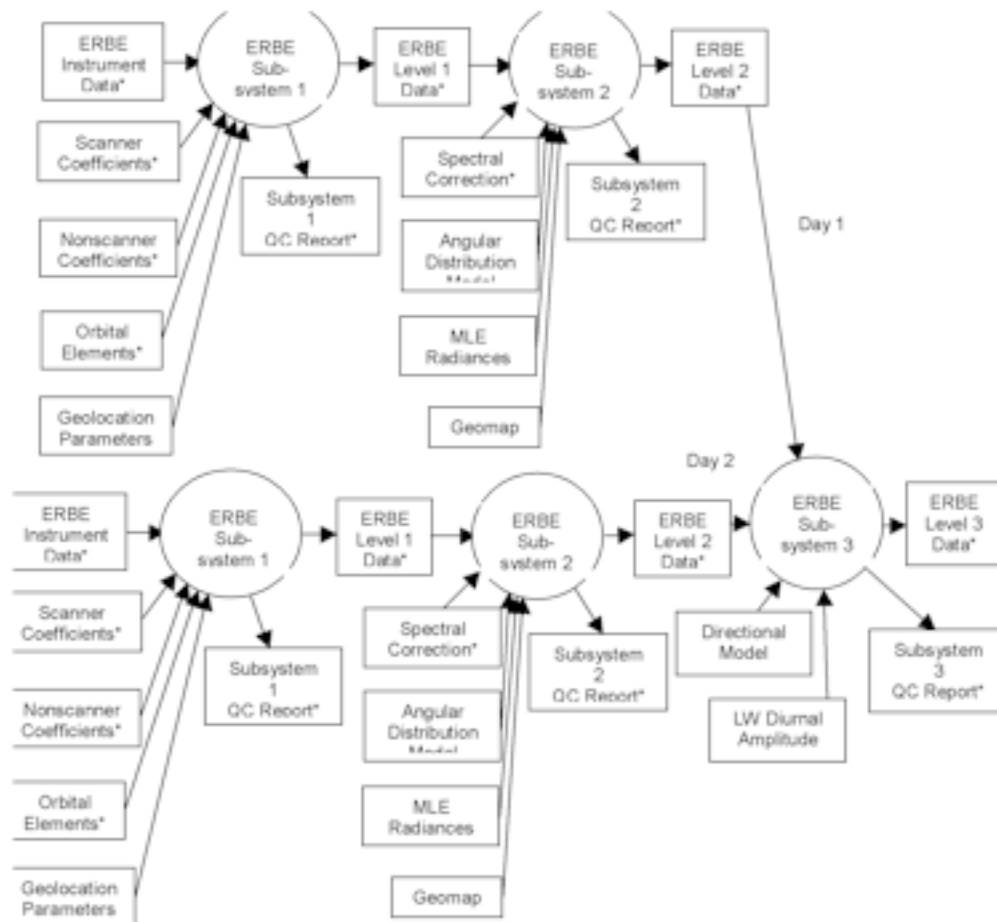 ERBE
Instrument
Data*
ERBE
Sub-
system 1
ERBE
Level 1
Data*
ERBE
Sub-
system 2
ERBE
Level 2
Data*
Scanner
Coefficients*
Spectral
Correction*
Subsystem
1
QC Report*
Subsystem
2
QC Report*
Day 1
Nonscanner
Coefficients*
Angular
Distribution
Model
Orbital
Elements*
MLE
Radiances
Geolocation
Parameters
Geomap
Day 2
ERBE
Instrument
Data*
ERBE
Sub-
system 1
ERBE
Level 1
Data*
ERBE
Sub-
system 2
ERBE
Level 2
Data*
ERBE
Sub-
system 3
ERBE
Level 3
Data*
Scanner
Coefficients*
Spectral
Correction*
Directional
Model
Subsystem
1
QC Report*
Subsystem
2
QC Report*
Subsystem
3
QC Report*
Nonscanner
Coefficients*
Angular
Distribution
Model
LW Diurnal
Amplitude
Orbital
Elements*
MLE
Radiances
Geolocation
Parameters
Geomap